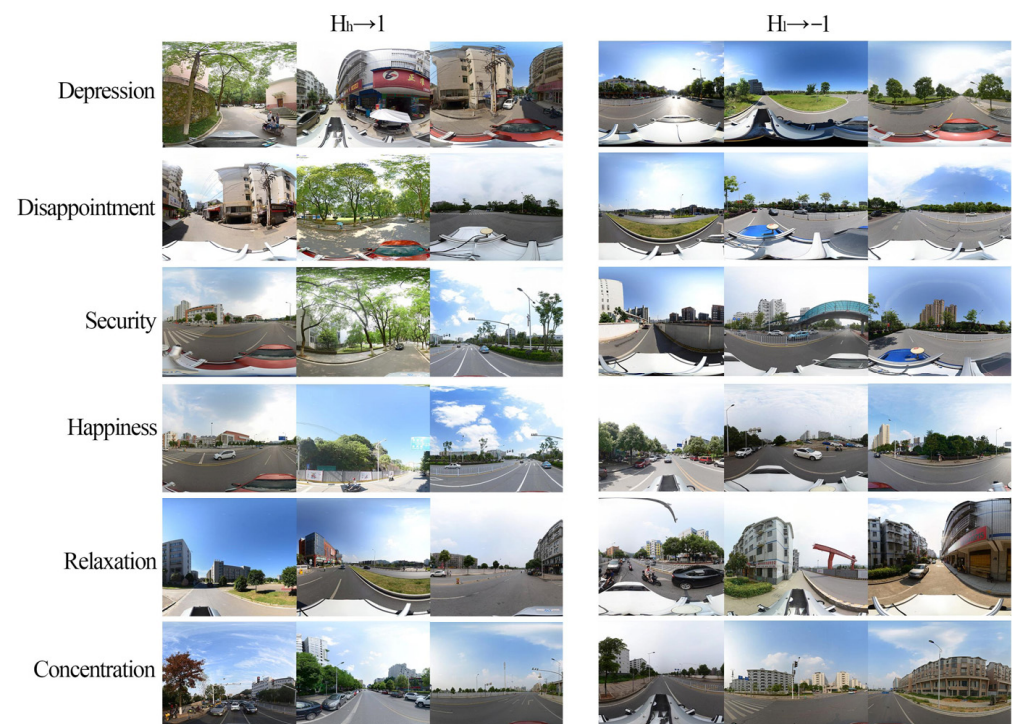 Hh→1 Hl→-1
Depression
Disappointment
Security
Happiness
Relaxation
Concentration